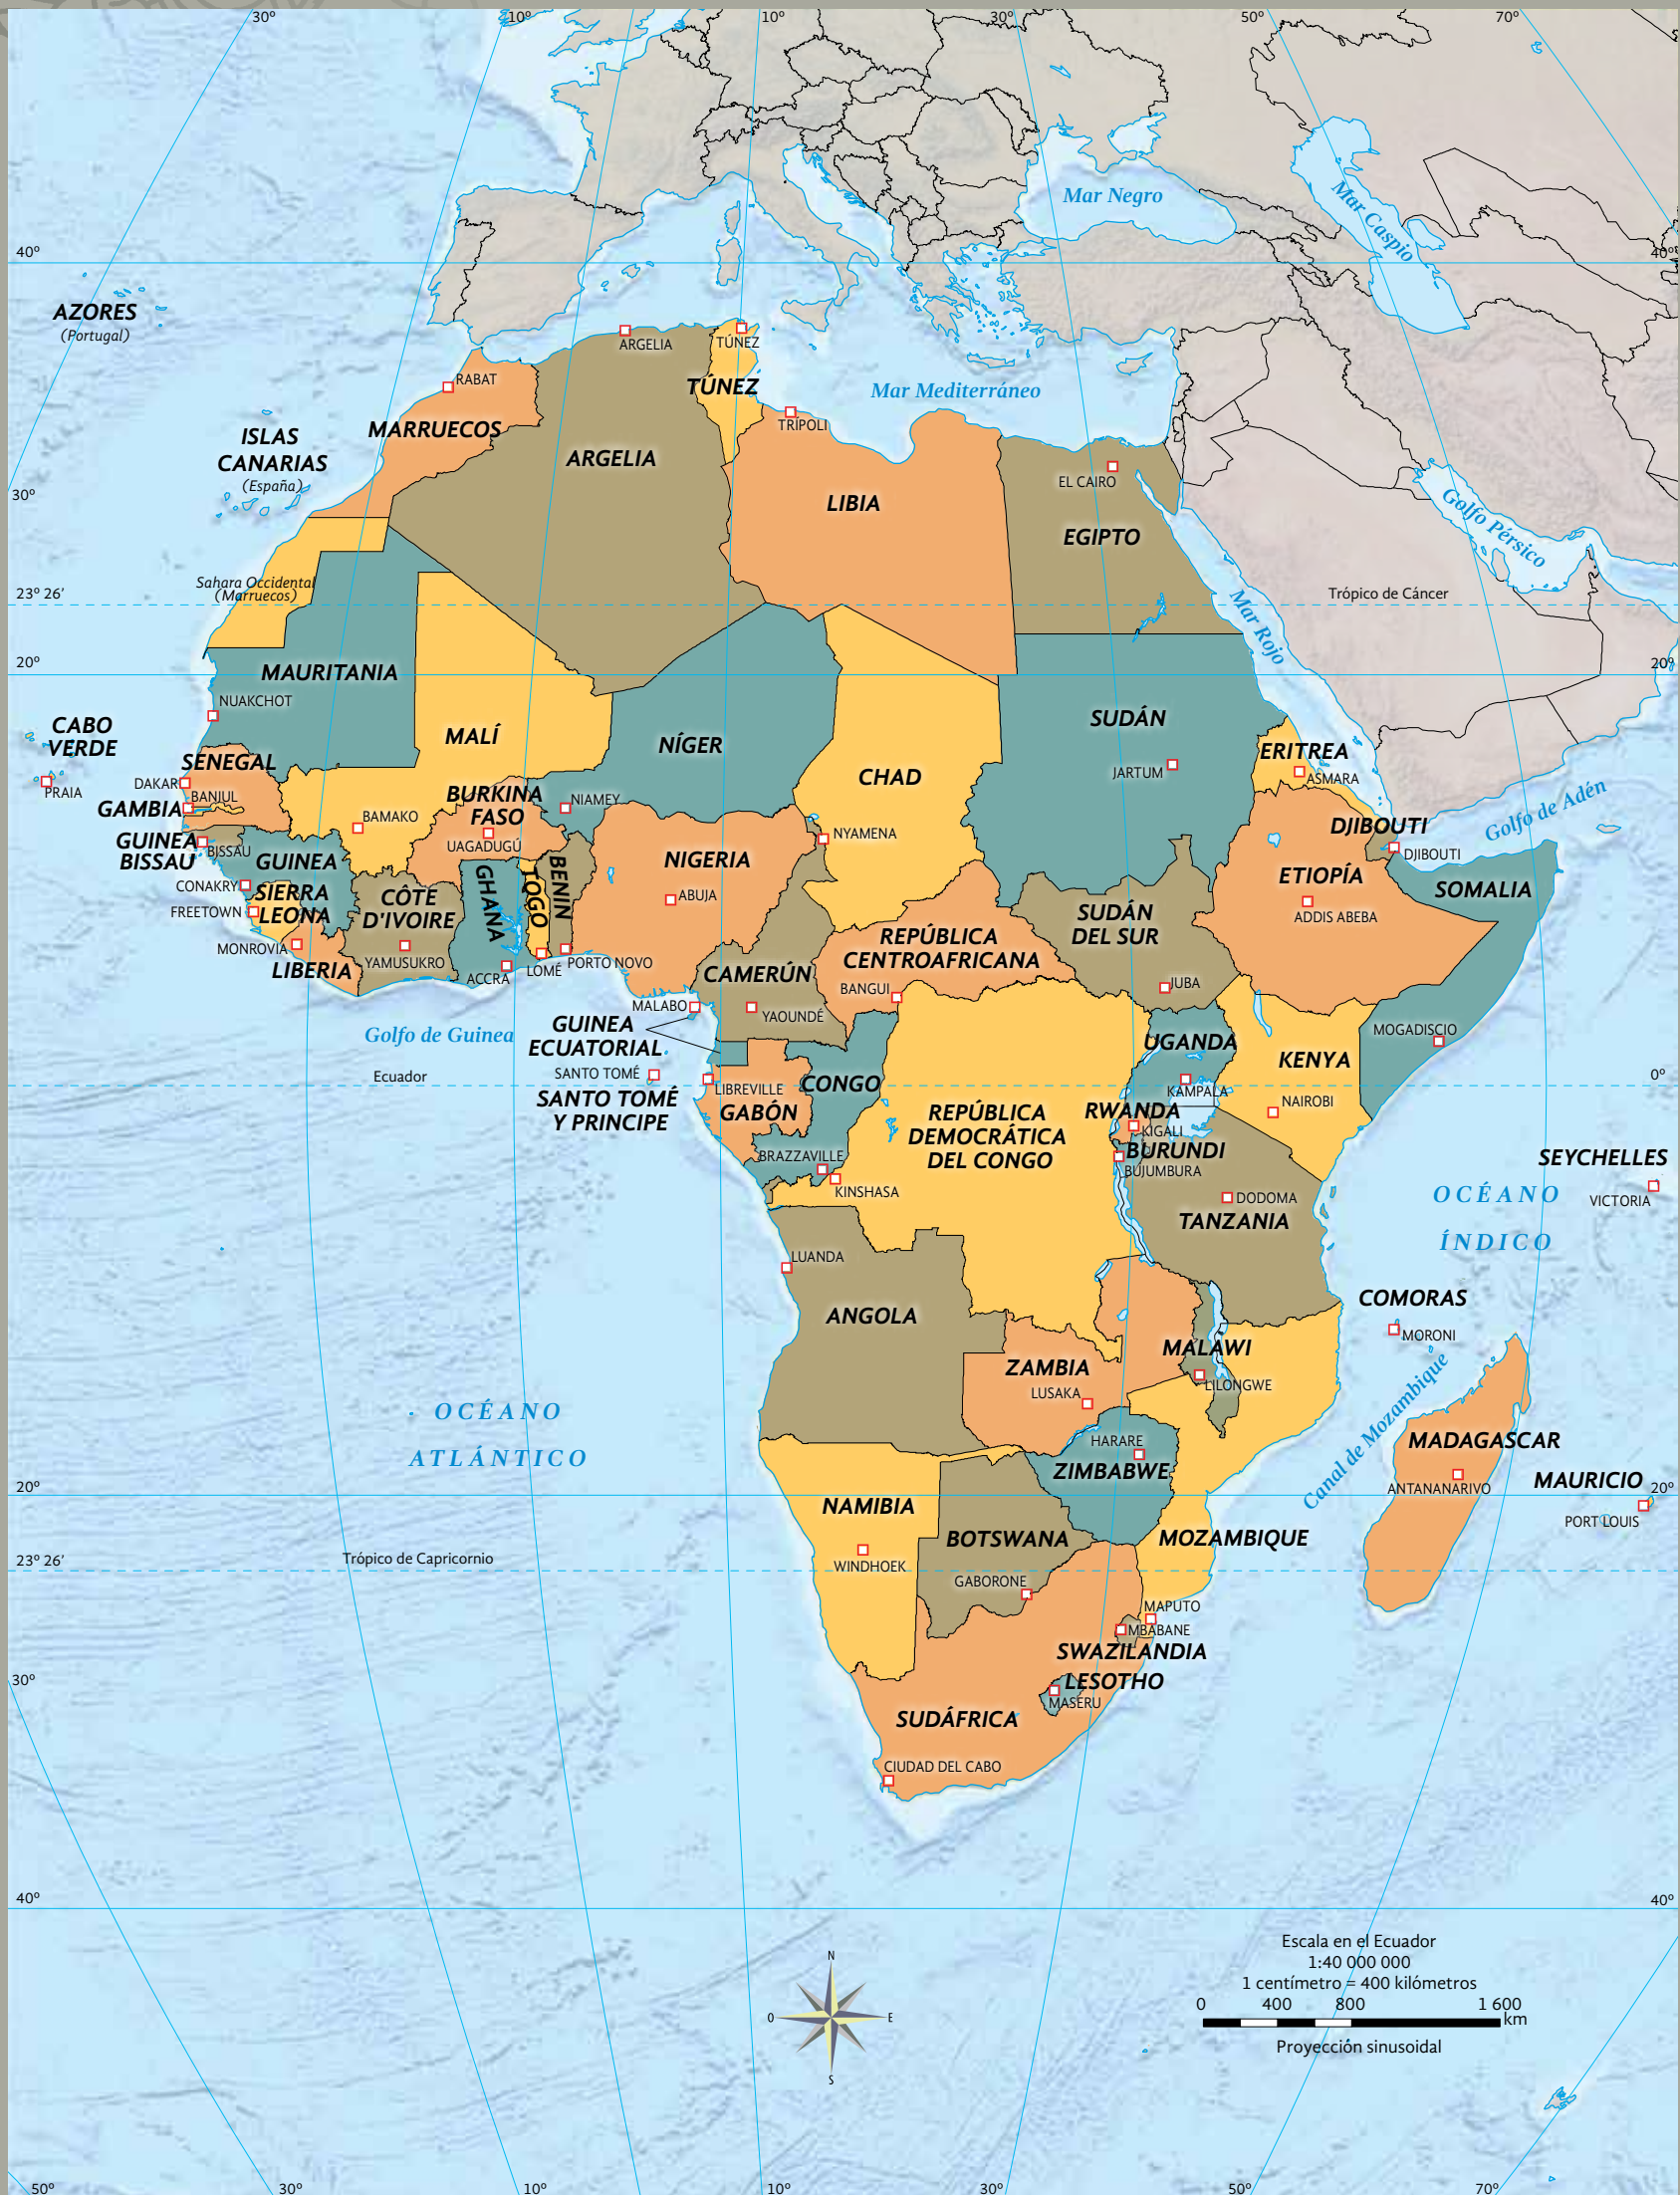 30º
10º
10º
30º
50º
70º
Mar Negro
Mar Caspio
40º
40º
AZORES
(Portugal)
ARGELIA
TÚNEZ
RABAT
TÚNEZ
Mar Mediterráneo
TRÍPOLI
MARRUECOS
ISLAS
CANARIAS
(España)
ARGELIA
EL CAIRO
30º
LIBIA
EGIPTO
Golfo Pérsico
Sahara Occidental
(Marruecos)
23º 26'
Trópico de Cáncer
Mar Rojo
20º
20º
MAURITANIA
NUAKCHOT
CABO
VERDE
PRAIA
MALÍ
NÍGER
CHAD
SUDÁN
JARTUM
ERITREA
ASMARA
SENEGAL
DAKAR
BANJUL
GAMBIA
BURKINA
FASO
UAGADUGÚ
NIAMEY
BAMAKO
NYAMENA
DJIBOUTI
DJIBOUTI
Golfo de Adén
GUINEA
BISSAU
BISSAU
GUINEA
CONAKRY
SIERRA
LEONA
FREETOWN
MONROVIA
LIBERIA
CÔTE
D'IVOIRE
YAMUSUKRO
GHANA
TOGO
BENIN
ACCRA
LOMÉ
PORTO NOVO
NIGERIA
ABUJA
ETIOPÍA
ADDIS ABEBA
SOMALIA
SUDÁN
DEL SUR
JUBA
REPÚBLICA
CENTROAFRICANA
BANGUI
CAMERÚN
YAOUNDÉ
MALABO
GUINEA
ECUATORIAL
Golfo de Guinea
MOGADISCIO
UGANDA
KAMPALA
KENYA
NAIROBI
Ecuador
0º
SANTO TOMÉ
SANTO TOMÉ
Y PRINCIPE
LIBREVILLE
GABÓN
CONGO
BRAZZAVILLE
KINSHASA
REPÚBLICA
DEMOCRÁTICA
DEL CONGO
RWANDA
KIGALI
BURUNDI
BUJUMBURA
DODOMA
TANZANIA
SEYCHELLES
VICTORIA
OCÉANO
ÍNDICO
LUANDA
ANGOLA
COMORAS
MORONI
ZAMBIA
LUSAKA
MALAWI
LILONGWE
Canal de Mozambique
OCÉANO
ATLÁNTICO
HARARE
ZIMBABWE
MADAGASCAR
ANTANANARIVO
MAURICIO
PORT LOUIS
20º
20º
NAMIBIA
WINDHOEK
BOTSWANA
GABORONE
MOZAMBIQUE
23º 26'
Trópico de Capricornio
MAPUTO
MBABANE
SWAZILANDIA
LESOTHO
MASERU
30º
SUDÁFRICA
CIUDAD DEL CABO
40º
40º
N
O
E
S
Escala en el Ecuador
1:40 000 000
1 centímetro = 400 kilómetros
0 400 800 1 600
km
Proyección sinusoidal
50º
30º
10º
10º
30º
50º
70º